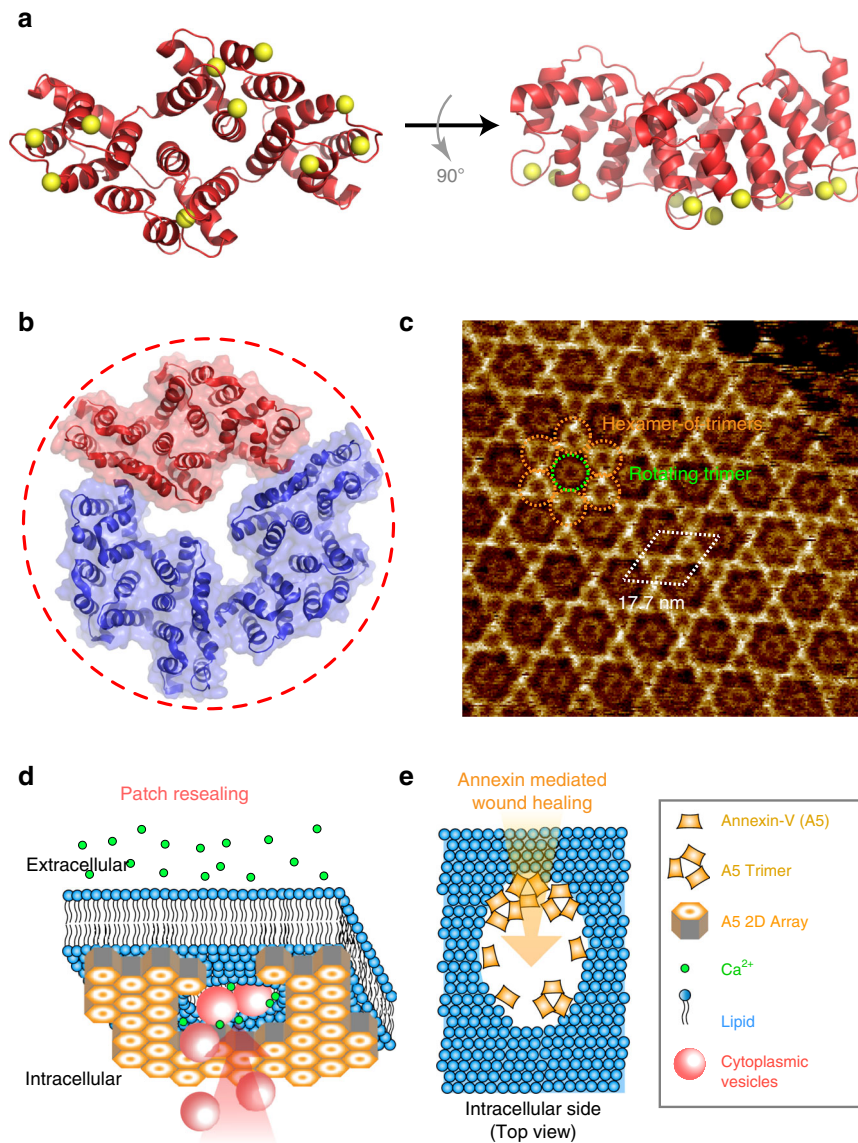 a
90°
b
c
Hexamer-of-trimers
Rotating trimer
17.7 nm
d
Patch resealing
Extracellular
Intracellular
e
Annexin mediated
wound healing
Intracellular side
(Top view)
Annexin-V (A5)
A5 Trimer
A5 2D Array
Ca²⁺
Lipid
Cytoplasmic
vesicles